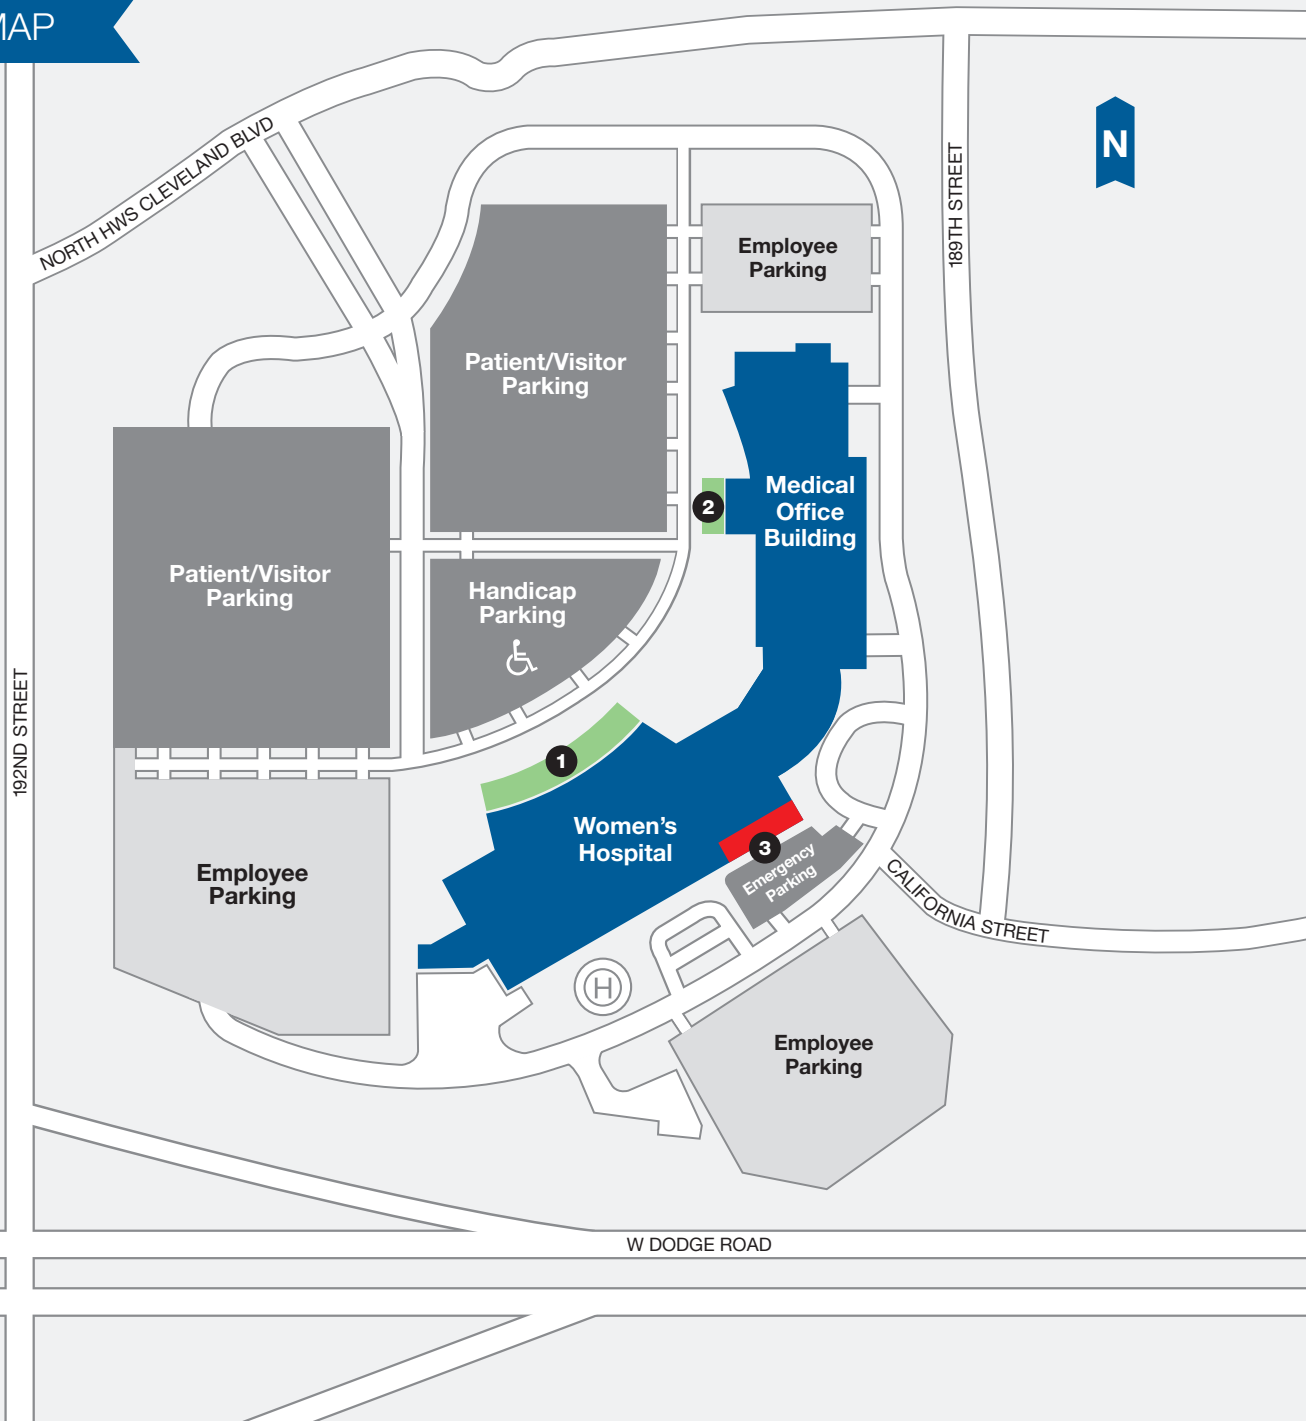 MAP
NORTH HWS CLEVELAND BLVD
N
189TH STREET
Employee
Parking
Patient/Visitor
Parking
2
Medical
Office
Building
Patient/Visitor
Parking
Handicap
Parking
192ND STREET
1
Women's
Hospital
3
Emergency
Parking
Employee
Parking
CALIFORNIA STREET
H
Employee
Parking
W DODGE ROAD